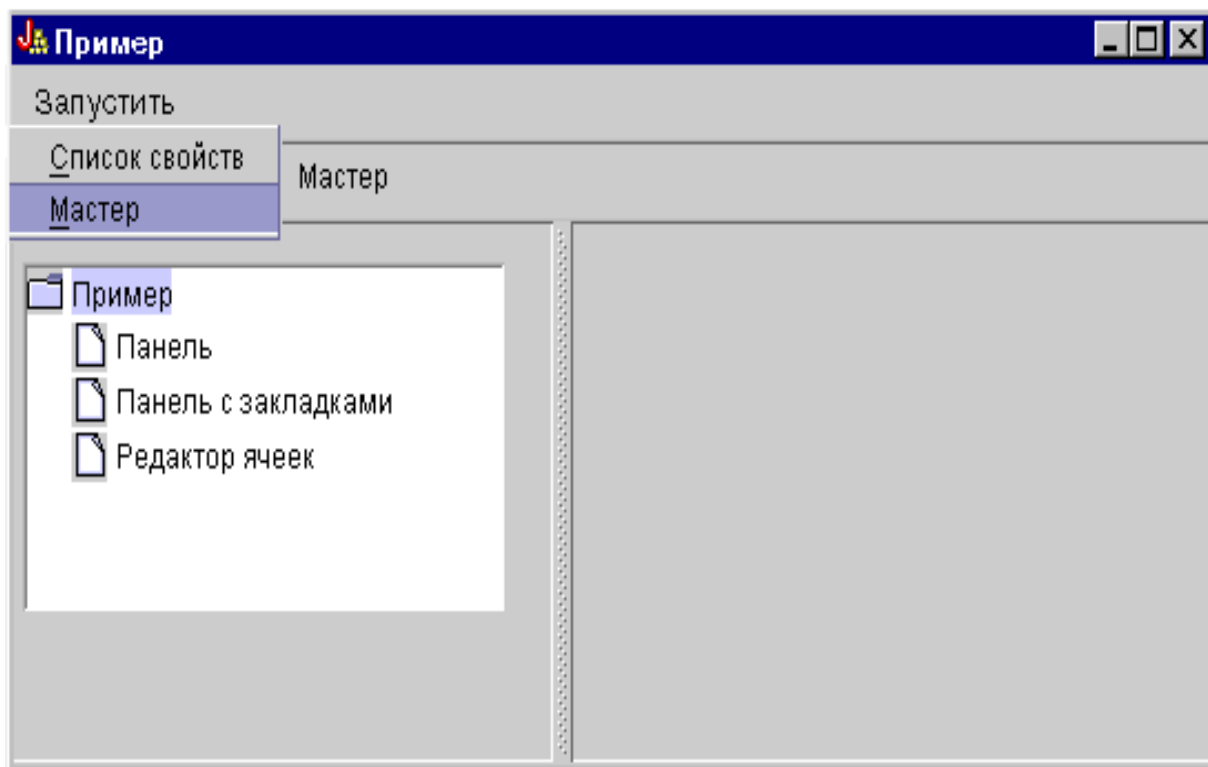 Пример
Запустить
Список свойств
Мастер
Мастер
Пример
Панель
Панель с закладками
Редактор ячеек